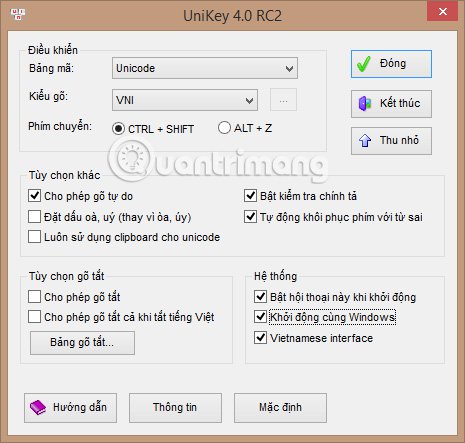 UniKey 4.0 RC2
Điều khiển
Bảng mã:
Unicode
Đóng
Kiểu gõ:
VNI
...
Kết thúc
Phím chuyển:
CTRL + SHIFT
ALT + Z
Thu nhỏ
Quantrimang
Tùy chọn khác
Cho phép gõ tự do
Bật kiểm tra chính tả
Đặt dấu oà, uý (thay vì òa, úy)
Tự động khôi phục phím với từ sai
Luôn sử dụng clipboard cho unicode
Tùy chọn gõ tắt
Hệ thống
Cho phép gõ tắt
Bật hội thoại này khi khởi động
Cho phép gõ tắt cả khi tắt tiếng Việt
Khởi động cùng Windows
Bảng gõ tắt...
Vietnamese interface
Hướng dẫn
Thông tin
Mặc định